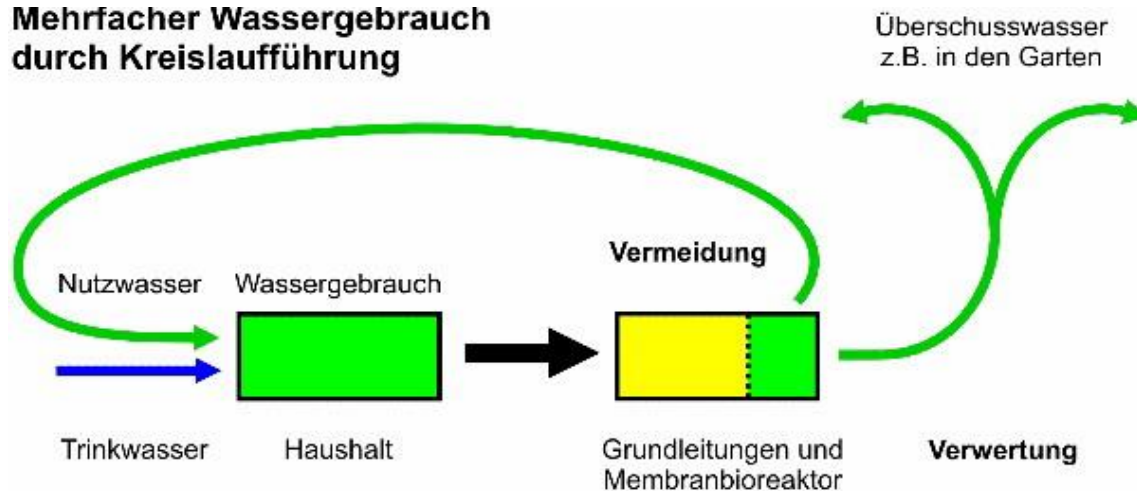 Mehrfacher Wassergebrauch
durch Kreislaufführung
Überschusswasser
z.B. in den Garten
Vermeidung
Nutzwasser
Wassergebrauch
Trinkwasser
Haushalt
Grundleitungen und
Membranbioreaktor
Verwertung